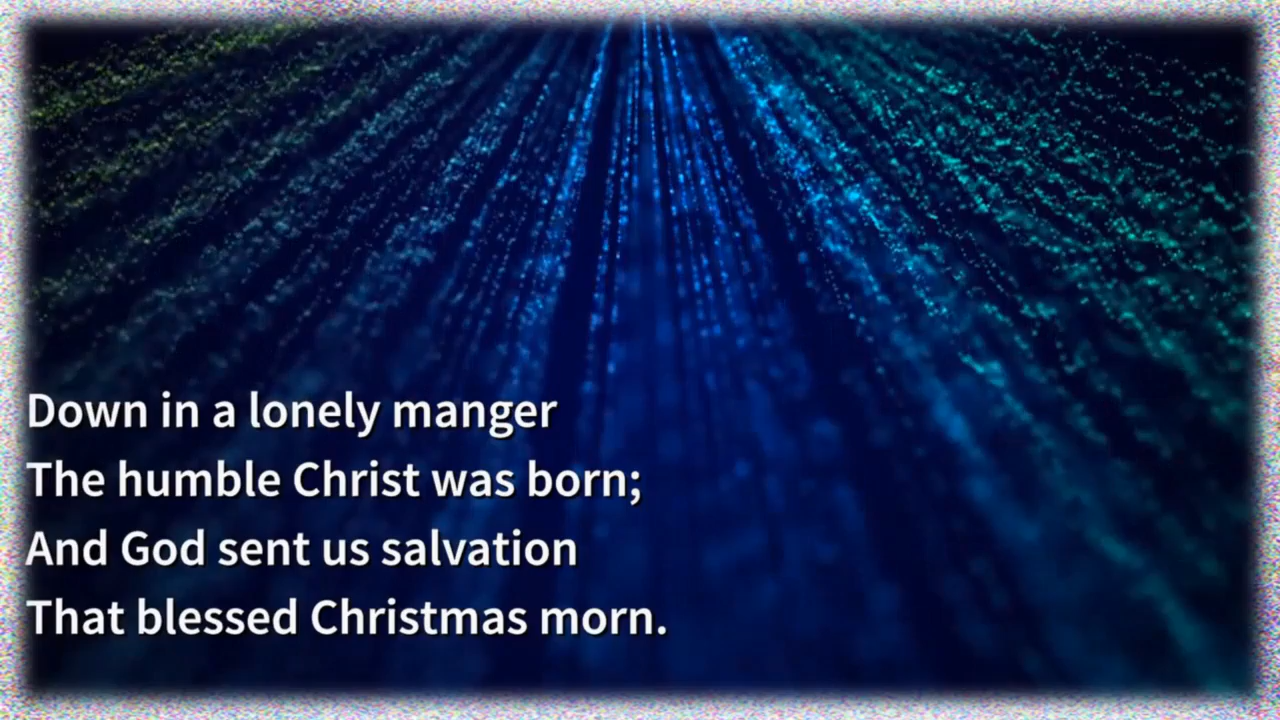 Down in a lonely manger
The humble Christ was born;
And God sent us salvation
That blessed Christmas morn.